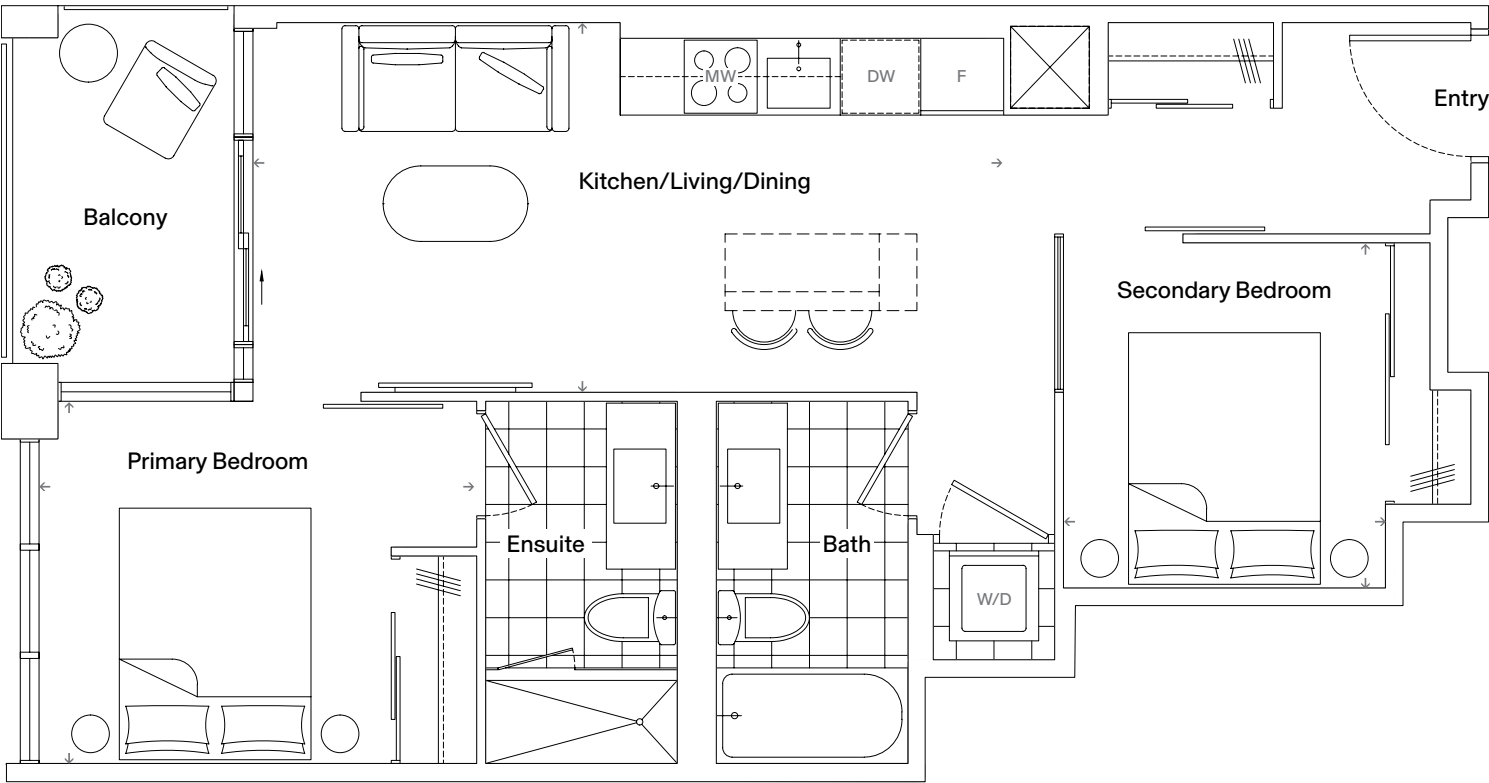 MW
DW
F
Entry
Kitchen/Living/Dining
Balcony
Secondary Bedroom
Primary Bedroom
Ensuite
Bath
W/D